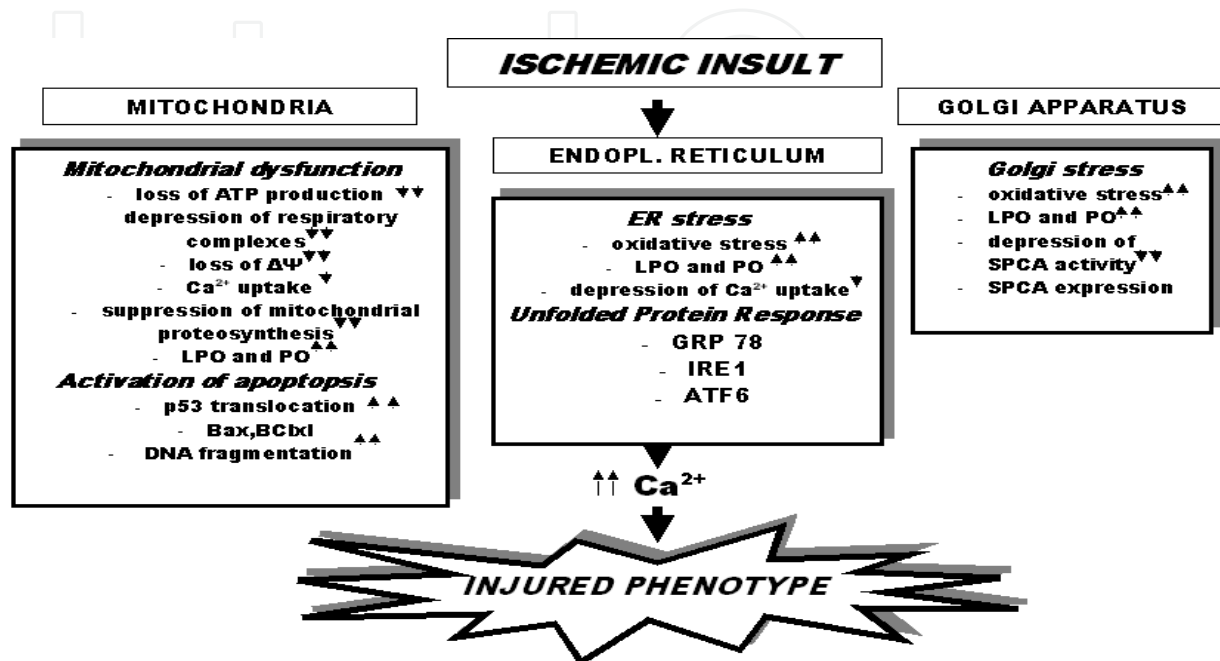 ISCHEMIC INSULT
MITOCHONDRIA
Mitochondrial dysfunction
- loss of ATP production ▼▼
depression of respiratory
complexes▼▼
- loss of ΔΨ▼▼
- Ca²⁺ uptake ▼
- suppression of mitochondrial
proteosynthesis▼▼
- LPO and PO▲▲
Activation of apoptopsis
- p53 translocation ▲▲
- Bax,BClxl
- DNA fragmentation ▲▲
ENDOPL. RETICULUM
ER stress
- oxidative stress ▲▲
- LPO and PO ▲▲
- depression of Ca²⁺ uptake▼
Unfolded Protein Response
- GRP 78
- IRE1
- ATF6
GOLGI APPARATUS
Golgi stress
- oxidative stress▲▲
- LPO and PO▲▲
- depression of
SPCA activity▼▼
- SPCA expression
↑↑ Ca²⁺
INJURED PHENOTYPE